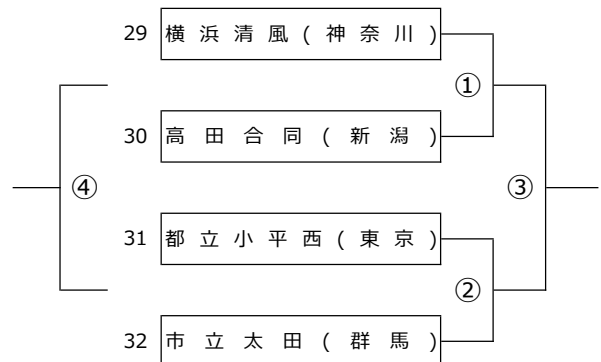 29 横浜清風(神奈川)
①
30 高田合同(新潟)
④ ③
31 都立小平西(東京)
②
32 市立太田(群馬)